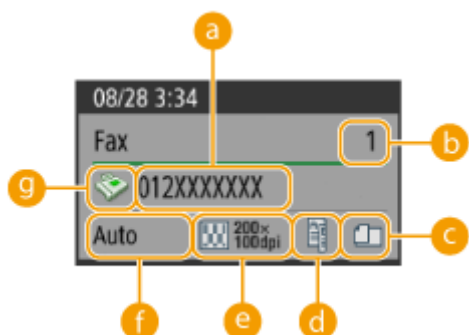 a
08/28 3:34
Fax 1 b
g 012XXXXXXX
Auto 200×
100dpi c
f e d